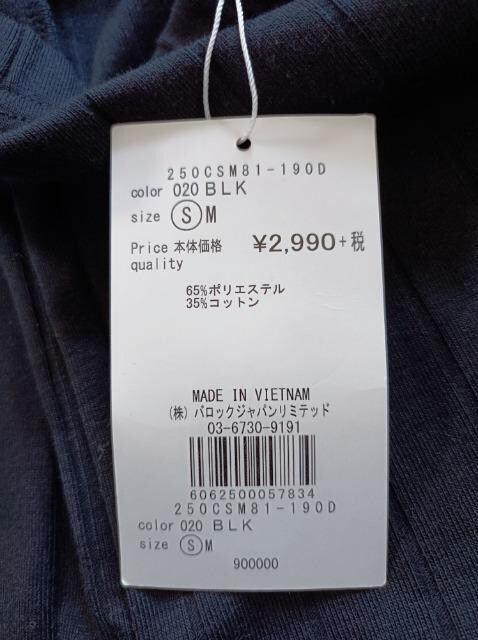 250CSM81-190D
color 020 BLK
size Ⓢ M
Price 本体価格 ¥2,990+税
quality
65%ポリエステル
35%コットン
MADE IN VIETNAM
(株) バロックジャパンリミテッド
03-6730-9191
6062500057834
250CSM81-190D
color 020 BLK
size Ⓢ M
900000